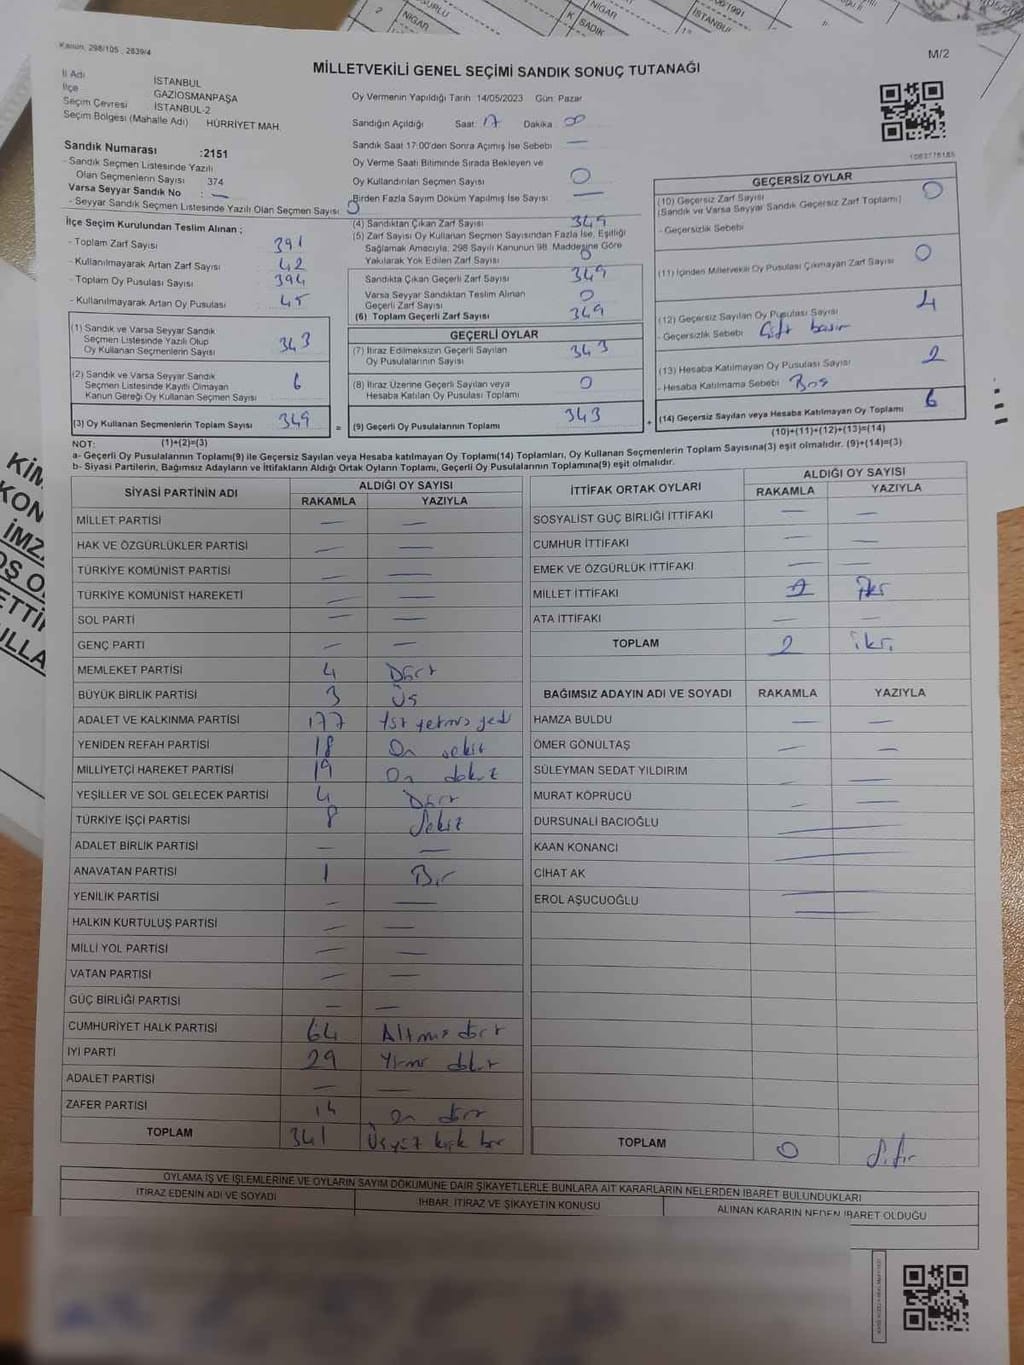 Kanun: 298/105 , 2839/4
M/2
MİLLETVEKİLİ GENEL SEÇİMİ SANDIK SONUÇ TUTANAĞI
İl Adı İSTANBUL
İlçe GAZİOSMANPAŞA
Seçim Çevresi İSTANBUL-2
Seçim Bölgesi (Mahalle Adı) HÜRRİYET MAH.
Oy Vermenin Yapıldığı Tarih: 14/05/2023 Gün: Pazar
Sandığın Açıldığı Saat: 17 Dakika: 00
Sandık Saat 17:00'den Sonra Açımış İse Sebebi —
Oy Verme Saati Bitiminde Sırada Bekleyen ve
Oy Kullandırılan Seçmen Sayısı 0
Birden Fazla Sayım Döküm Yapılmış İse Sayısı —
Sandık Numarası :2151
- Sandık Seçmen Listesinde Yazılı
Olan Seçmenlerin Sayısı 374
Varsa Seyyar Sandık No : —
- Seyyar Sandık Seçmen Listesinde Yazılı Olan Seçmen Sayısı: 0
İlçe Seçim Kurulundan Teslim Alınan ;
- Toplam Zarf Sayısı 391
- Kullanılmayarak Artan Zarf Sayısı 42
- Toplam Oy Pusulası Sayısı 394
- Kullanılmayarak Artan Oy Pusulası 45
(1) Sandık ve Varsa Seyyar Sandık
Seçmen Listesinde Yazılı Olup
Oy Kullanan Seçmenlerin Sayısı 343
(2) Sandık ve Varsa Seyyar Sandık
Seçmen Listesinde Kayıtlı Olmayan
Kanun Gereği Oy Kullanan Seçmen Sayısı 6
(3) Oy Kullanan Seçmenlerin Toplam Sayısı 349
(1)+(2)=(3)
(4) Sandıktan Çıkan Zarf Sayısı 349
(5) Zarf Sayısı Oy Kullanan Seçmen Sayısından Fazla İse, Eşitliği
Sağlamak Amacıyla, 298 Sayılı Kanunun 98. Maddesine Göre
Yakılarak Yok Edilen Zarf Sayısı 0
Sandıkta Çıkan Geçerli Zarf Sayısı 349
Varsa Seyyar Sandıktan Teslim Alınan
Geçerli Zarf Sayısı 0
(6) Toplam Geçerli Zarf Sayısı 349
GEÇERLİ OYLAR
(7) İtiraz Edilmeksizin Geçerli Sayılan
Oy Pusulalarının Sayısı 343
(8) İtiraz Üzerine Geçerli Sayılan veya
Hesaba Katılan Oy Pusulası Toplamı 0
= (9) Geçerli Oy Pusulalarının Toplamı 343 +
1083776185
GEÇERSİZ OYLAR
(10) Geçersiz Zarf Sayısı 0
(Sandık ve Varsa Seyyar Sandık Geçersiz Zarf Toplamı)
- Geçersizlik Sebebi
(11) İçinden Milletvekili Oy Pusulası Çıkmayan Zarf Sayısı 0
(12) Geçersiz Sayılan Oy Pusulası Sayısı 4
- Geçersizlik Sebebi Çift basır
(13) Hesaba Katılmayan Oy Pusulası Sayısı 2
- Hesaba Katılmama Sebebi Boş
(14) Geçersiz Sayılan veya Hesaba Katılmayan Oy Toplamı 6
(10)+(11)+(12)+(13)=(14)
NOT:
a- Geçerli Oy Pusulalarının Toplamı(9) ile Geçersiz Sayılan veya Hesaba katılmayan Oy Toplamı(14) Toplamları, Oy Kullanan Seçmenlerin Toplam Sayısına(3) eşit olmalıdır. (9)+(14)=(3)
b- Siyasi Partilerin, Bağımsız Adayların ve İttifakların Aldığı Ortak Oyların Toplamı, Geçerli Oy Pusulalarının Toplamına(9) eşit olmalıdır.
SİYASİ PARTİNİN ADI ALDIĞI OY SAYISI
RAKAMLA YAZIYLA
MİLLET PARTİSİ — —
HAK VE ÖZGÜRLÜKLER PARTİSİ — —
TÜRKİYE KOMÜNİST PARTİSİ — —
TÜRKİYE KOMÜNİST HAREKETİ — —
SOL PARTİ — —
GENÇ PARTİ — —
MEMLEKET PARTİSİ 4 Dört
BÜYÜK BİRLİK PARTİSİ 3 Üç
ADALET VE KALKINMA PARTİSİ 177 Yüz yetmiş yedi
YENİDEN REFAH PARTİSİ 18 On sekiz
MİLLİYETÇİ HAREKET PARTİSİ 19 On dokuz
YEŞİLLER VE SOL GELECEK PARTİSİ 4 Dört
TÜRKİYE İŞÇİ PARTİSİ 8 Sekiz
ADALET BİRLİK PARTİSİ — —
ANAVATAN PARTİSİ 1 Bir
YENİLİK PARTİSİ — —
HALKIN KURTULUŞ PARTİSİ — —
MİLLİ YOL PARTİSİ — —
VATAN PARTİSİ — —
GÜÇ BİRLİĞİ PARTİSİ — —
CUMHURİYET HALK PARTİSİ 64 Altmış dört
İYİ PARTİ 29 Yirmi dokuz
ADALET PARTİSİ — —
ZAFER PARTİSİ 14 On dört
TOPLAM 341 Üçyüz kırk bir
İTTİFAK ORTAK OYLARI ALDIĞI OY SAYISI
RAKAMLA YAZIYLA
SOSYALİST GÜÇ BİRLİĞİ İTTİFAKI — —
CUMHUR İTTİFAKI — —
EMEK VE ÖZGÜRLÜK İTTİFAKI — —
MİLLET İTTİFAKI 2 İki
ATA İTTİFAKI — —
TOPLAM 2 iki
BAĞIMSIZ ADAYIN ADI VE SOYADI RAKAMLA YAZIYLA
HAMZA BULDU — —
ÖMER GÖNÜLTAŞ — —
SÜLEYMAN SEDAT YILDIRIM — —
MURAT KÖPRÜCÜ — —
DURSUNALİ BACIOĞLU —
KAAN KONANCI —
CİHAT AK —
EROL AŞUCUOĞLU —
TOPLAM 0 Sıfır
OYLAMA İŞ VE İŞLEMLERİNE VE OYLARIN SAYIM DÖKÜMÜNE DAİR ŞİKAYETLERLE BUNLARA AİT KARARLARIN NELERDEN İBARET BULUNDUKLARI
İTİRAZ EDENİN ADI VE SOYADI İHBAR, İTİRAZ VE ŞİKAYETİN KONUSU ALINAN KARARIN NEDEN İBARET OLDUĞU